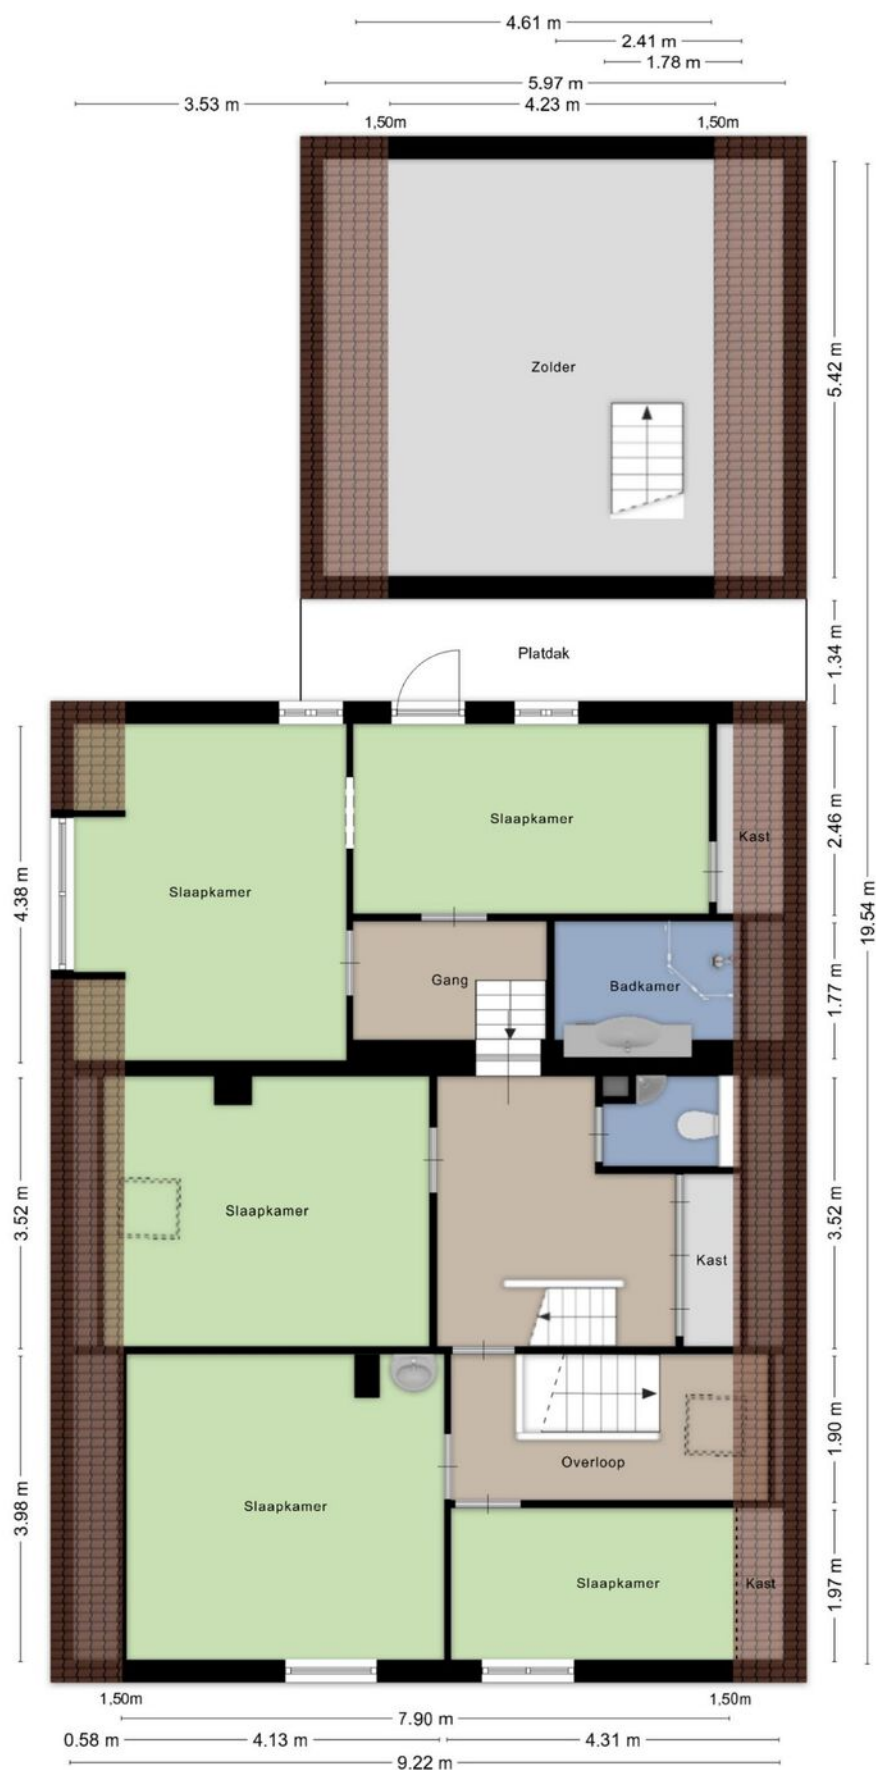 4.61 m
2.41 m
1.78 m
5.97 m
3.53 m
4.23 m
1,50m
1,50m
Zolder
5.42 m
Platdak
1.34 m
Slaapkamer
Kast
2.46 m
Slaapkamer
4.38 m
19.54 m
Gang
Badkamer
1.77 m
Slaapkamer
3.52 m
3.52 m
Kast
Overloop
1.90 m
Slaapkamer
3.98 m
Slaapkamer
Kast
1.97 m
1,50m
1,50m
7.90 m
0.58 m
4.13 m
4.31 m
9.22 m